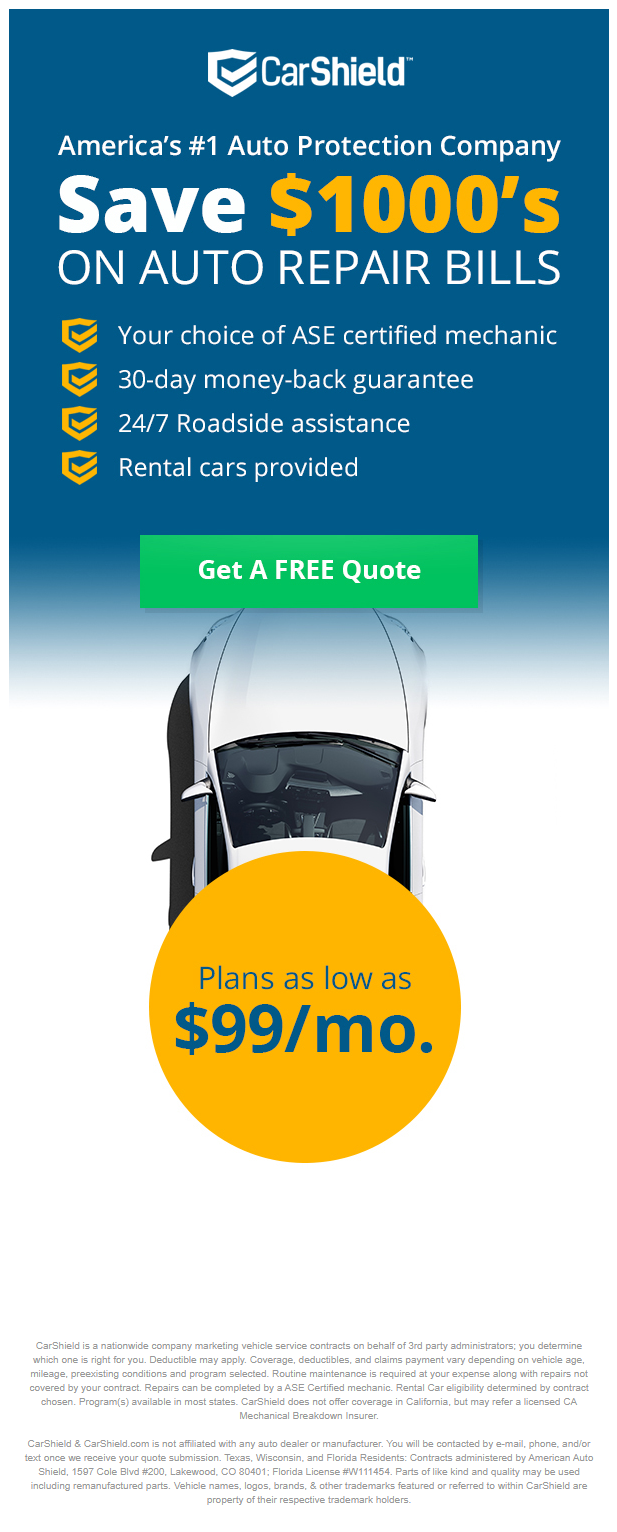 CarShield™
America's #1 Auto Protection Company
Save $1000's
ON AUTO REPAIR BILLS
Your choice of ASE certified mechanic
30-day money-back guarantee
24/7 Roadside assistance
Rental cars provided
Get A FREE Quote
Plans as low as
$99/mo.
CarShield is a nationwide company marketing vehicle service contracts on behalf of 3rd party administrators; you determine
which one is right for you. Deductible may apply. Coverage, deductibles, and claims payment vary depending on vehicle age,
mileage, preexisting conditions and program selected. Routine maintenance is required at your expense along with repairs not
covered by your contract. Repairs can be completed by a ASE Certified mechanic. Rental Car eligibility determined by contract
chosen. Program(s) available in most states. CarShield does not offer coverage in California, but may refer a licensed CA
Mechanical Breakdown Insurer.
CarShield & CarShield.com is not affiliated with any auto dealer or manufacturer. You will be contacted by e-mail, phone, and/or
text once we receive your quote submission. Texas, Wisconsin, and Florida Residents: Contracts administered by American Auto
Shield, 1597 Cole Blvd #200, Lakewood, CO 80401; Florida License #W111454. Parts of like kind and quality may be used
including remanufactured parts. Vehicle names, logos, brands, & other trademarks featured or referred to within CarShield are
property of their respective trademark holders.